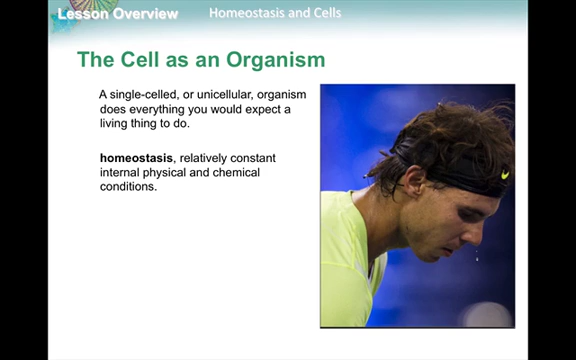 Lesson Overview Homeostasis and Cells
The Cell as an Organism
A single-celled, or unicellular, organism
does everything you would expect a
living thing to do.
homeostasis, relatively constant
internal physical and chemical
conditions.